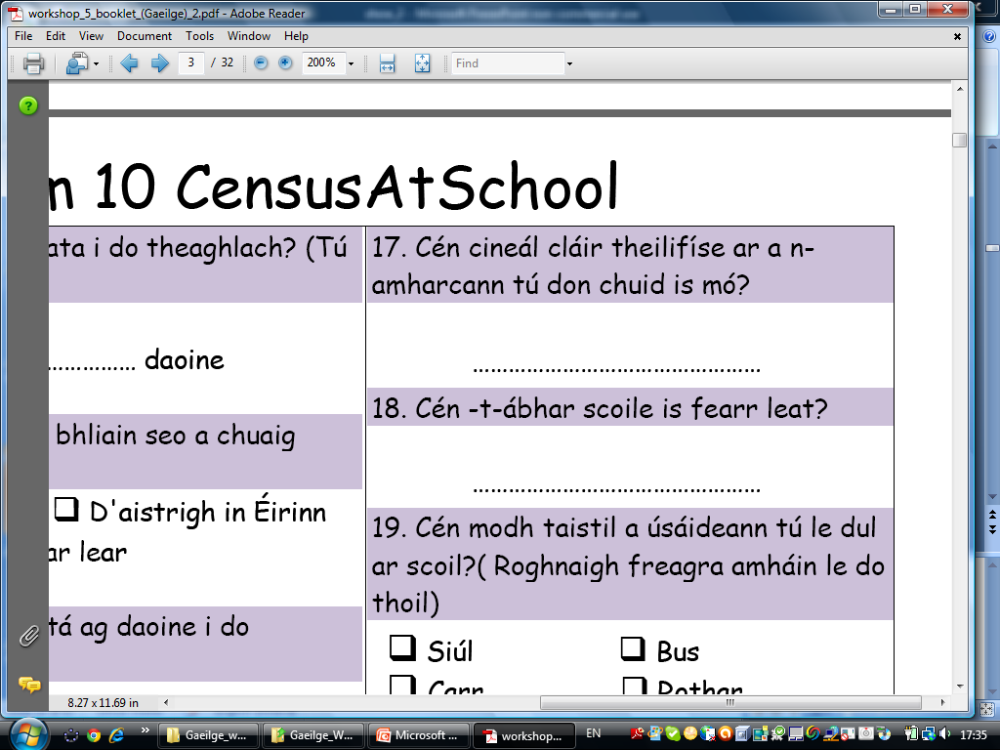 workshop_5_booklet_(Gaeilge)_2.pdf - Adobe Reader
File Edit View Document Tools Window Help
3 / 32 200% Find
m 10 CensusAtSchool
ata i do theaghlach? (Tú
............... daoine
bhliain seo a chuaig
❑ D'aistrigh in Éirinn
ar lear
tá ag daoine i do
17. Cén cineál cláir theilifíse ar a n-
amharcann tú don chuid is mó?
................................................
18. Cén -t-ábhar scoile is fearr leat?
................................................
19. Cén modh taistil a úsáideann tú le dul
ar scoil?( Roghnaigh freagra amháin le do
thoil)
❑ Siúl ❑ Bus
❑ Carr ❑ Rothar
8.27 x 11.69 in
Gaeilge_w... Gaeilge_W... Microsoft ... workshop... EN 17:35